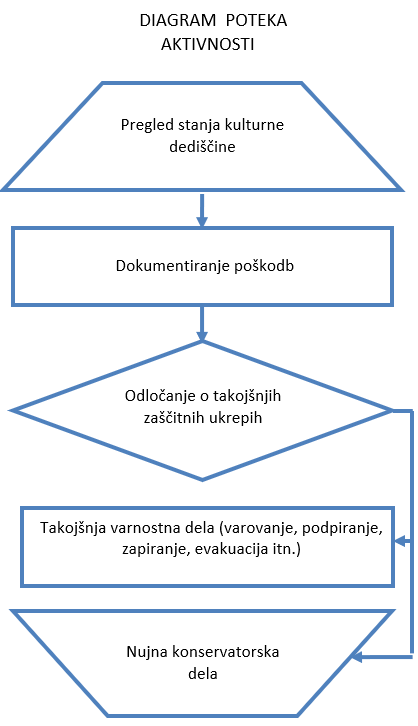 DIAGRAM POTEKA
AKTIVNOSTI
Pregled stanja kulturne
dediščine
Dokumentiranje poškodb
Odločanje o takojšnjih
zaščitnih ukrepih
Takojšnja varnostna dela (varovanje, podpiranje,
zapiranje, evakuacija itn.)
Nujna konservatorska
dela